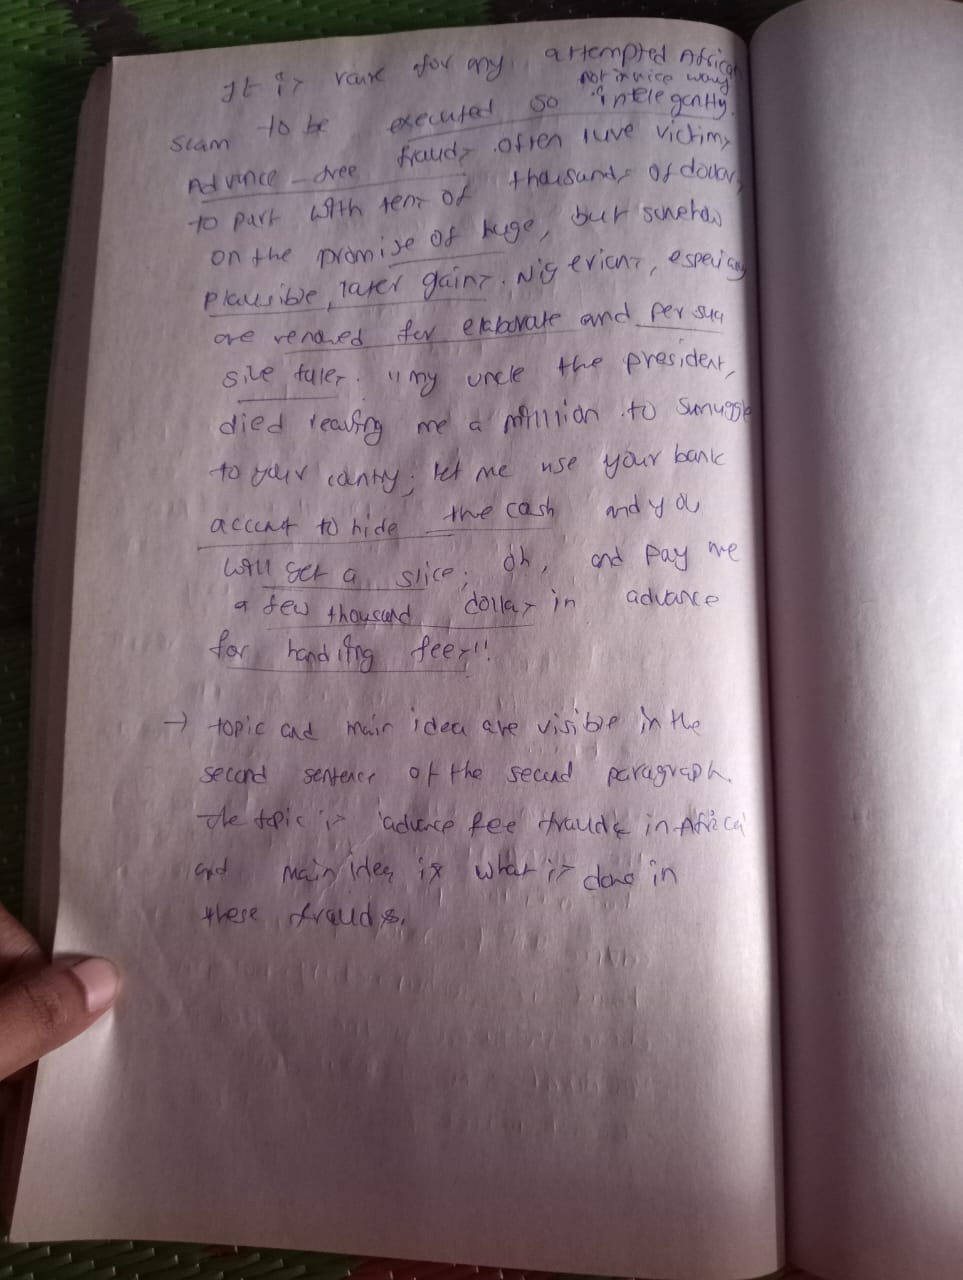 It is rare for any attempted African
not in nice way
scam to be executed so intelegantly.
Advance-free frauds often lure victims
to part with tens of thousands of dollars,
on the promise of huge, but somehow
plausible, later gains. Nigerians, especially
are renowed for elaborate and persua
sive tales. "my uncle the president,
died leaving me a million to smuggle
to your country; let me use your bank
account to hide the cash and you
will get a slice; oh, and pay me
a few thousand dollars in advance
for handling fees"!
→ topic and main idea are visible in the
second sentence of the second paragraph.
The topic is 'advance fee frauds in Africa'
and main idea is what is done in
these frauds.